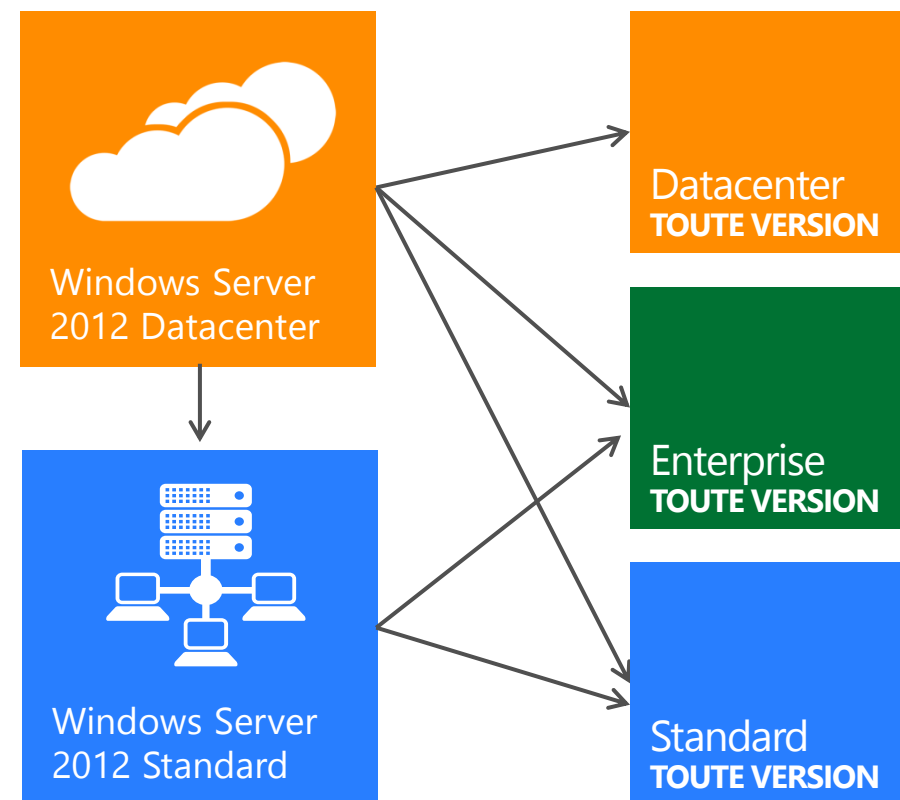 Windows Server
2012 Datacenter
Windows Server
2012 Standard
Datacenter
TOUTE VERSION
Enterprise
TOUTE VERSION
Standard
TOUTE VERSION